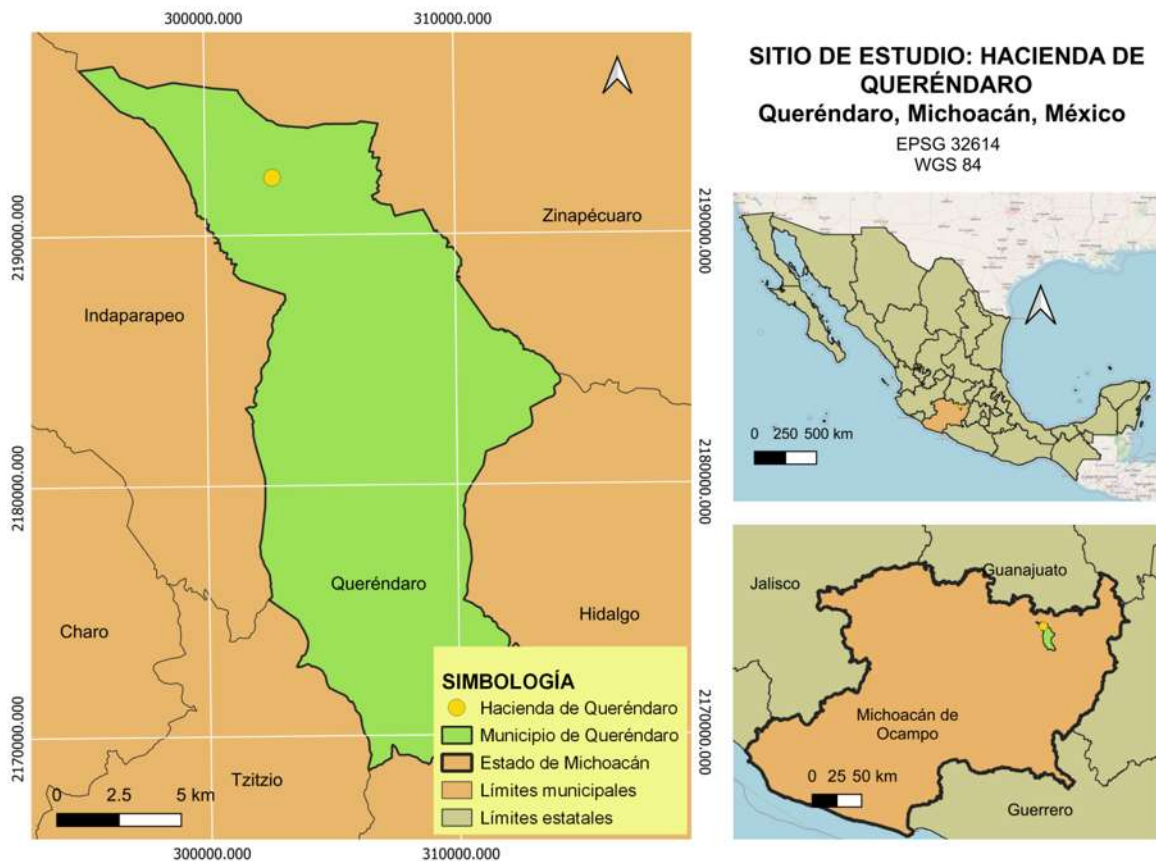 300000.000
310000.000
Zinapécuaro
2190000.000
2190000.000
Indaparapeo
2180000.000
2180000.000
Queréndaro
Charo
Hidalgo
2170000.000
2170000.000
Tzitzio
0 2.5 5 km
300000.000
310000.000
SIMBOLOGÍA
Hacienda de Queréndaro
Municipio de Queréndaro
Estado de Michoacán
Límites municipales
Límites estatales
SITIO DE ESTUDIO: HACIENDA DE
QUERÉNDARO
Queréndaro, Michoacán, México
EPSG 32614
WGS 84
0 250 500 km
Jalisco
Guanajuato
Michoacán de
Ocampo
0 25 50 km
Guerrero